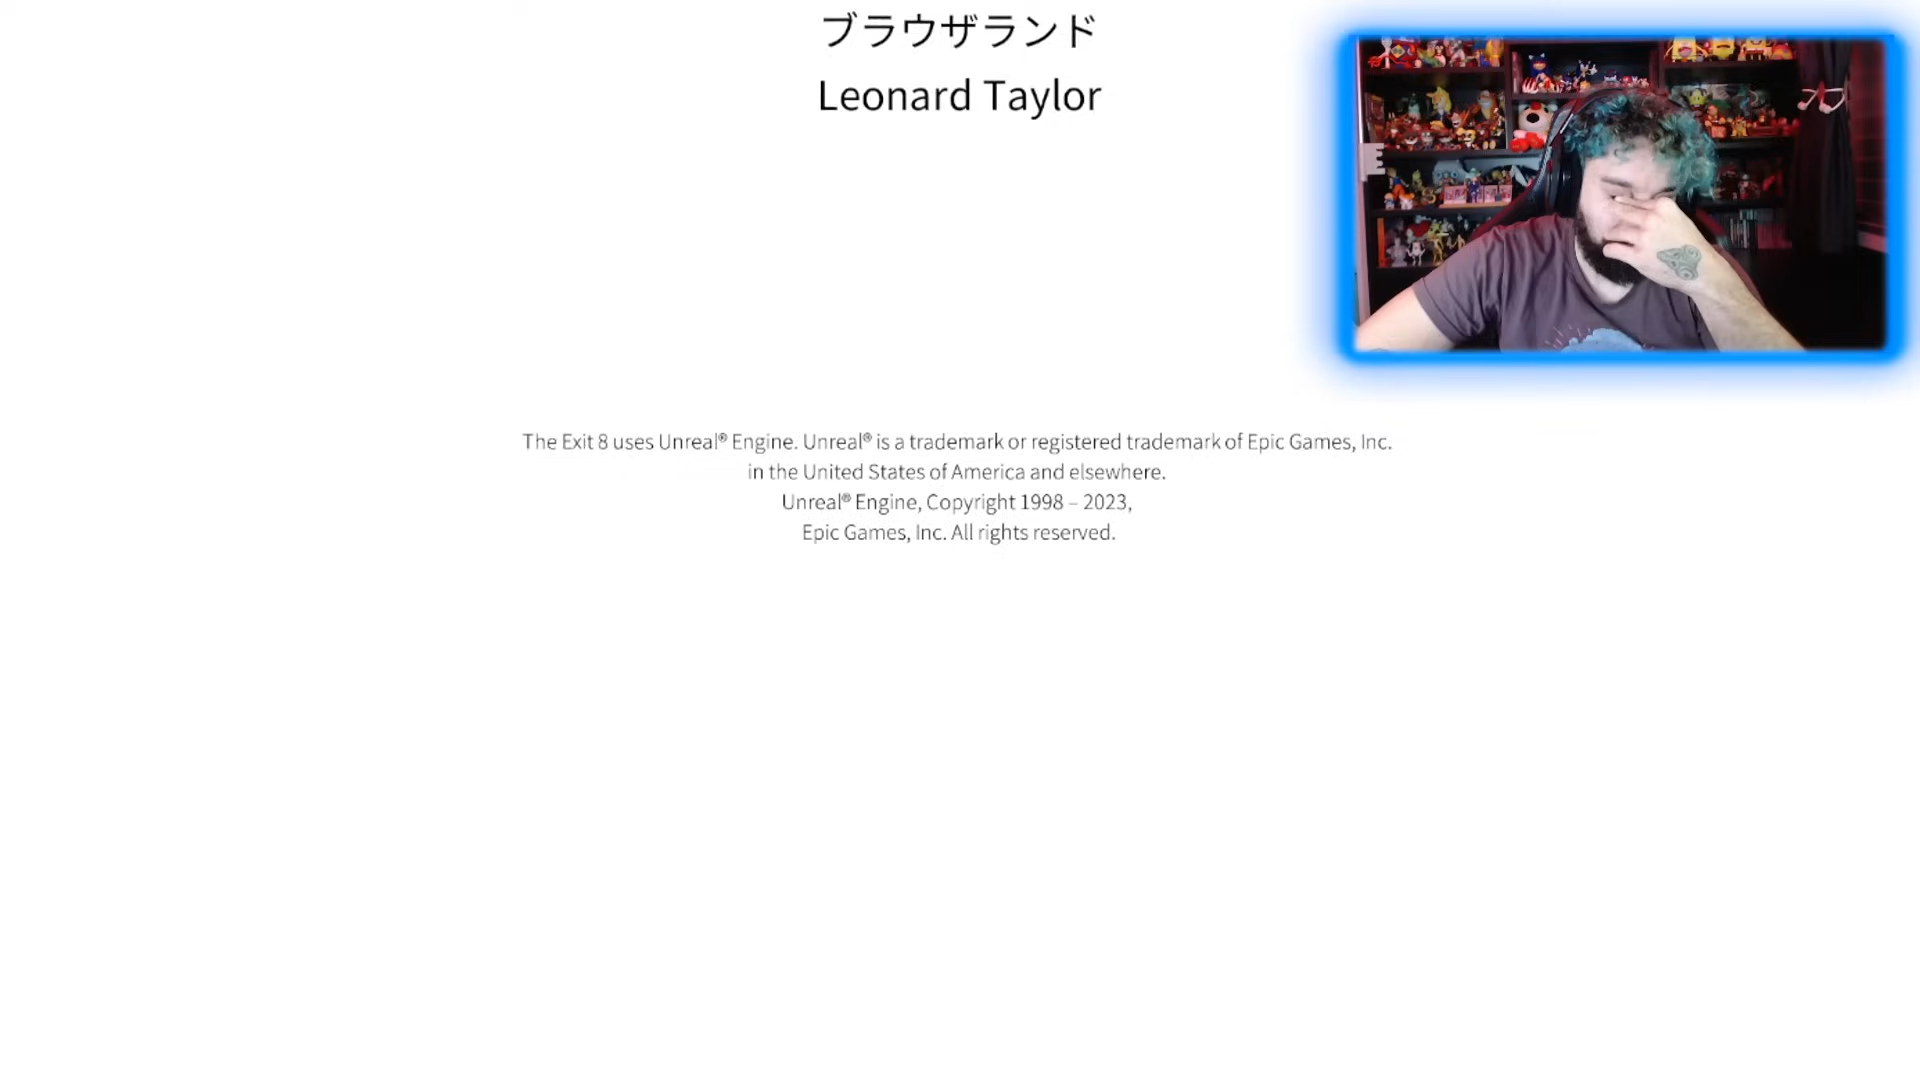 ブラウザランド
Leonard Taylor
The Exit 8 uses Unreal® Engine. Unreal® is a trademark or registered trademark of Epic Games, Inc.
in the United States of America and elsewhere.
Unreal® Engine, Copyright 1998 – 2023,
Epic Games, Inc. All rights reserved.